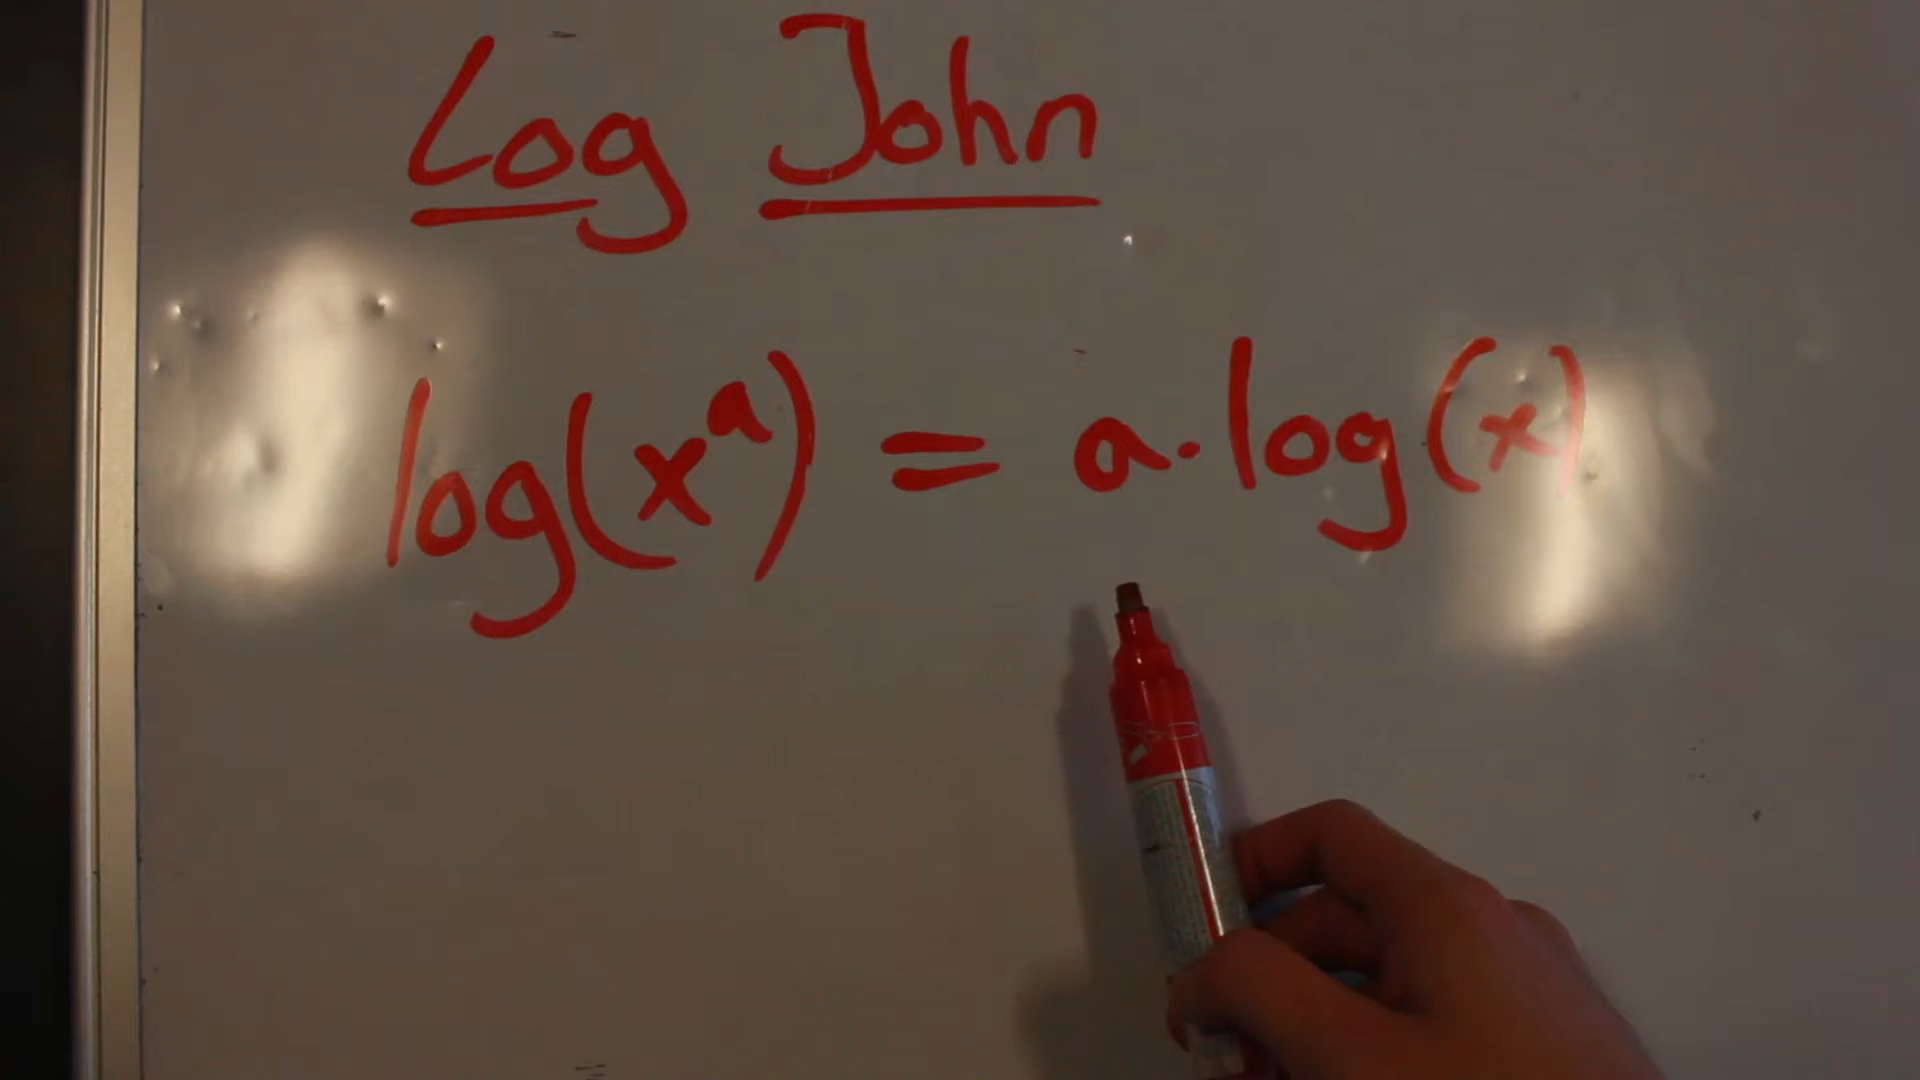 Log John
log(xᵃ) = a·log(x)